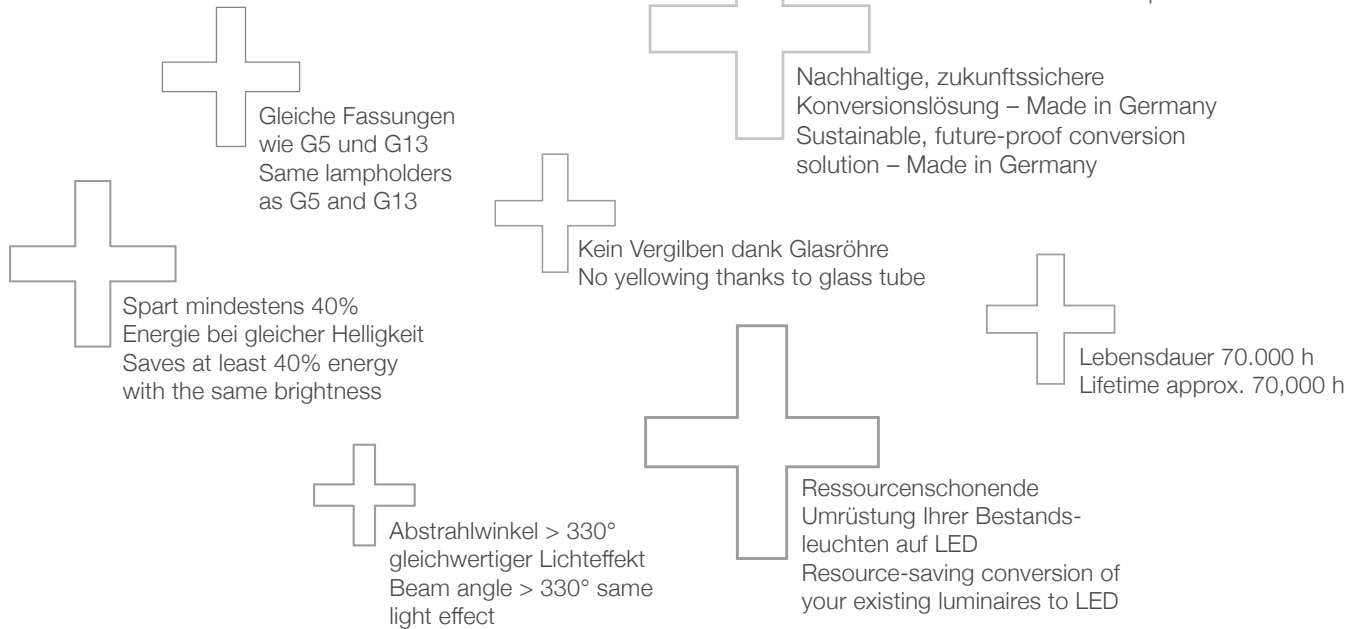 Gleiche Fassungen
wie G5 und G13
Same lampholders
as G5 and G13
Nachhaltige, zukunftssichere
Konversionslösung – Made in Germany
Sustainable, future-proof conversion
solution – Made in Germany
Kein Vergilben dank Glasröhre
No yellowing thanks to glass tube
Spart mindestens 40%
Energie bei gleicher Helligkeit
Saves at least 40% energy
with the same brightness
Lebensdauer 70.000 h
Lifetime approx. 70,000 h
Abstrahlwinkel > 330°
gleichwertiger Lichteffekt
Beam angle > 330° same
light effect
Ressourcenschonende
Umrüstung Ihrer Bestands-
leuchten auf LED
Resource-saving conversion of
your existing luminaires to LED